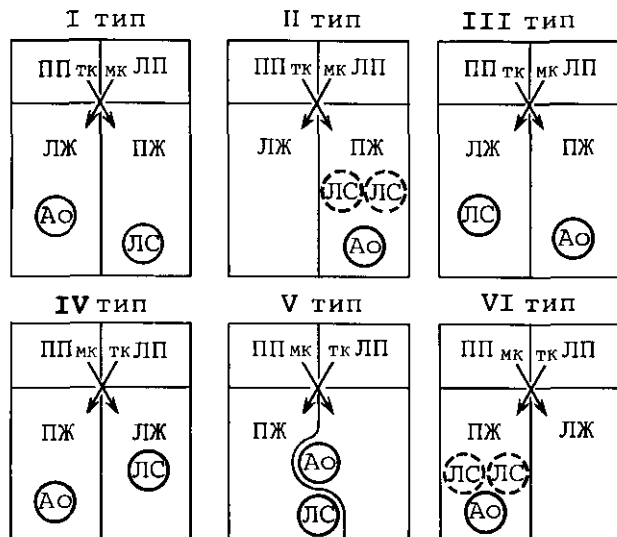 I тип II тип III тип
ПП тк мк ЛП ПП тк мк ЛП ПП тк мк ЛП
ЛЖ ПЖ ЛЖ ПЖ ЛЖ ПЖ
Ао ЛС ЛС ЛС Ао ЛС Ао
IV тип V тип VI тип
ПП мк тк ЛП ПП мк тк ЛП ПП мк тк ЛП
ПЖ ЛЖ ПЖ ПЖ ЛЖ
Ао ЛС Ао ЛС ЛС ЛС Ао